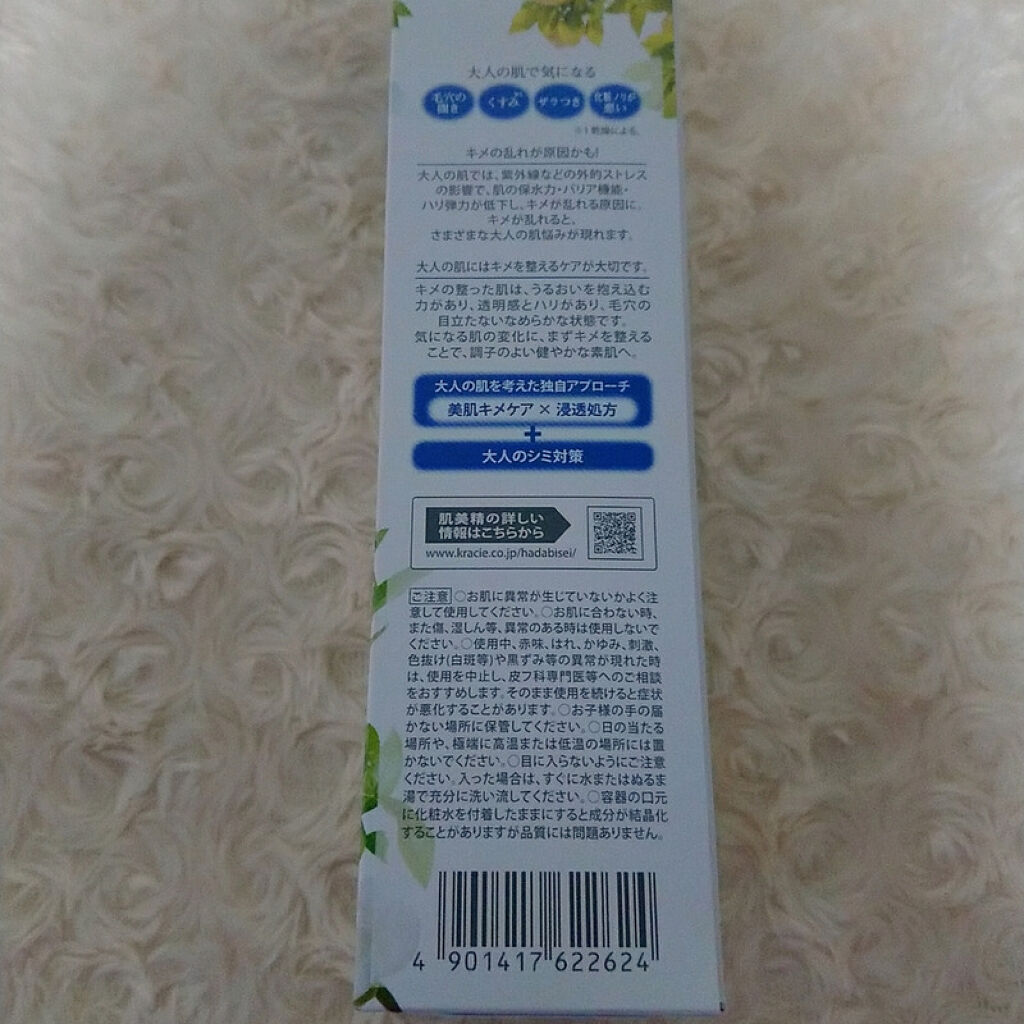 大人の肌で気になる
毛穴の
開き
くすみ※1
ザラつき
化粧ノリが
悪い
※1 乾燥による。
キメの乱れが原因かも!
大人の肌では、紫外線などの外的ストレス
の影響で、肌の保水力・バリア機能・
ハリ弾力が低下し、キメが乱れる原因に。
キメが乱れると、
さまざまな大人の肌悩みが現れます。
大人の肌にはキメを整えるケアが大切です。
キメの整った肌は、うるおいを抱え込む
力があり、透明感とハリがあり、毛穴の
目立たないなめらかな状態です。
気になる肌の変化に、まずキメを整える
ことで、調子のよい健やかな素肌へ。
大人の肌を考えた独自アプローチ
美肌キメケア × 浸透処方
+
大人のシミ対策
肌美精の詳しい
情報はこちらから
www.kracie.co.jp/hadabisei/
ご注意 ○お肌に異常が生じていないかよく注
意して使用してください。○お肌に合わない時、
また傷、湿しん等、異常のある時は使用しないで
ください。○使用中、赤味、はれ、かゆみ、刺激、
色抜け(白斑等)や黒ずみ等の異常が現れた時
は、使用を中止し、皮フ科専門医等へのご相談
をおすすめします。そのまま使用を続けると症状
が悪化することがあります。○お子様の手の届
かない場所に保管してください。○日の当たる
場所や、極端に高温または低温の場所には置
かないでください。○目に入らないようにご注意
ください。入った場合は、すぐに水またはぬるま
湯で充分に洗い流してください。○容器の口元
に化粧水を付着したままにすると成分が結晶化
することがありますが品質には問題ありません。
4 901417 622624